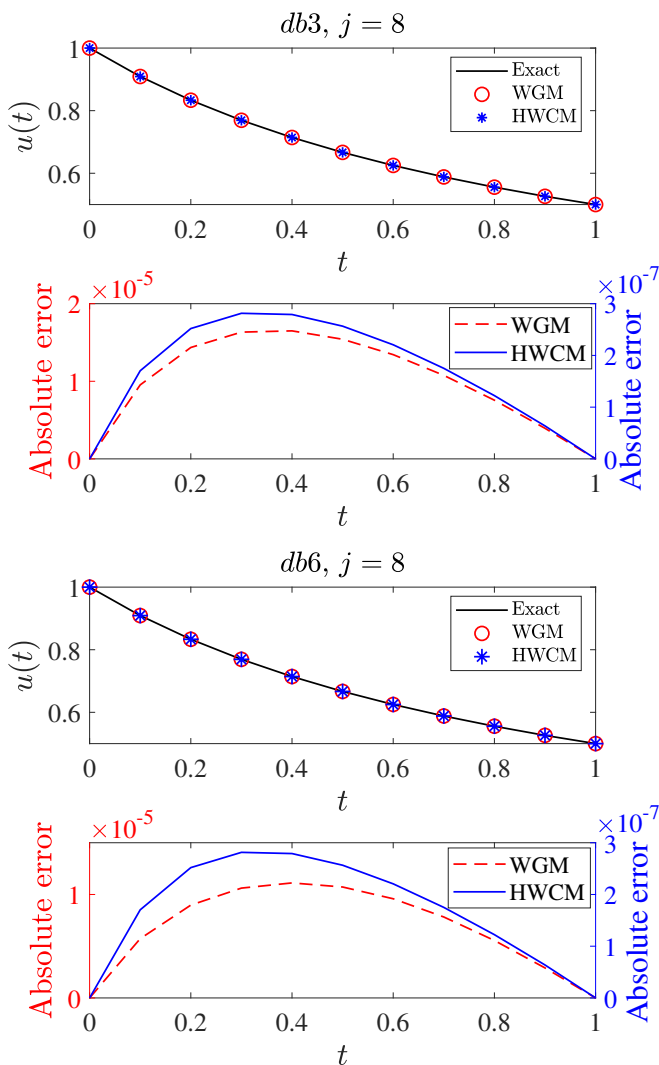 db3, j = 8
u(t)
1
0.8
0.6
Exact
WGM
HWCM
0 0.2 0.4 0.6 0.8 1
t
×10-5
×10-7
Absolute error
2
1
0
WGM
HWCM
3
2
1
0
Absolute error
0 0.2 0.4 0.6 0.8 1
t
db6, j = 8
u(t)
1
0.8
0.6
Exact
WGM
HWCM
0 0.2 0.4 0.6 0.8 1
t
×10-5
×10-7
Absolute error
1
0
WGM
HWCM
3
2
1
0
Absolute error
0 0.2 0.4 0.6 0.8 1
t